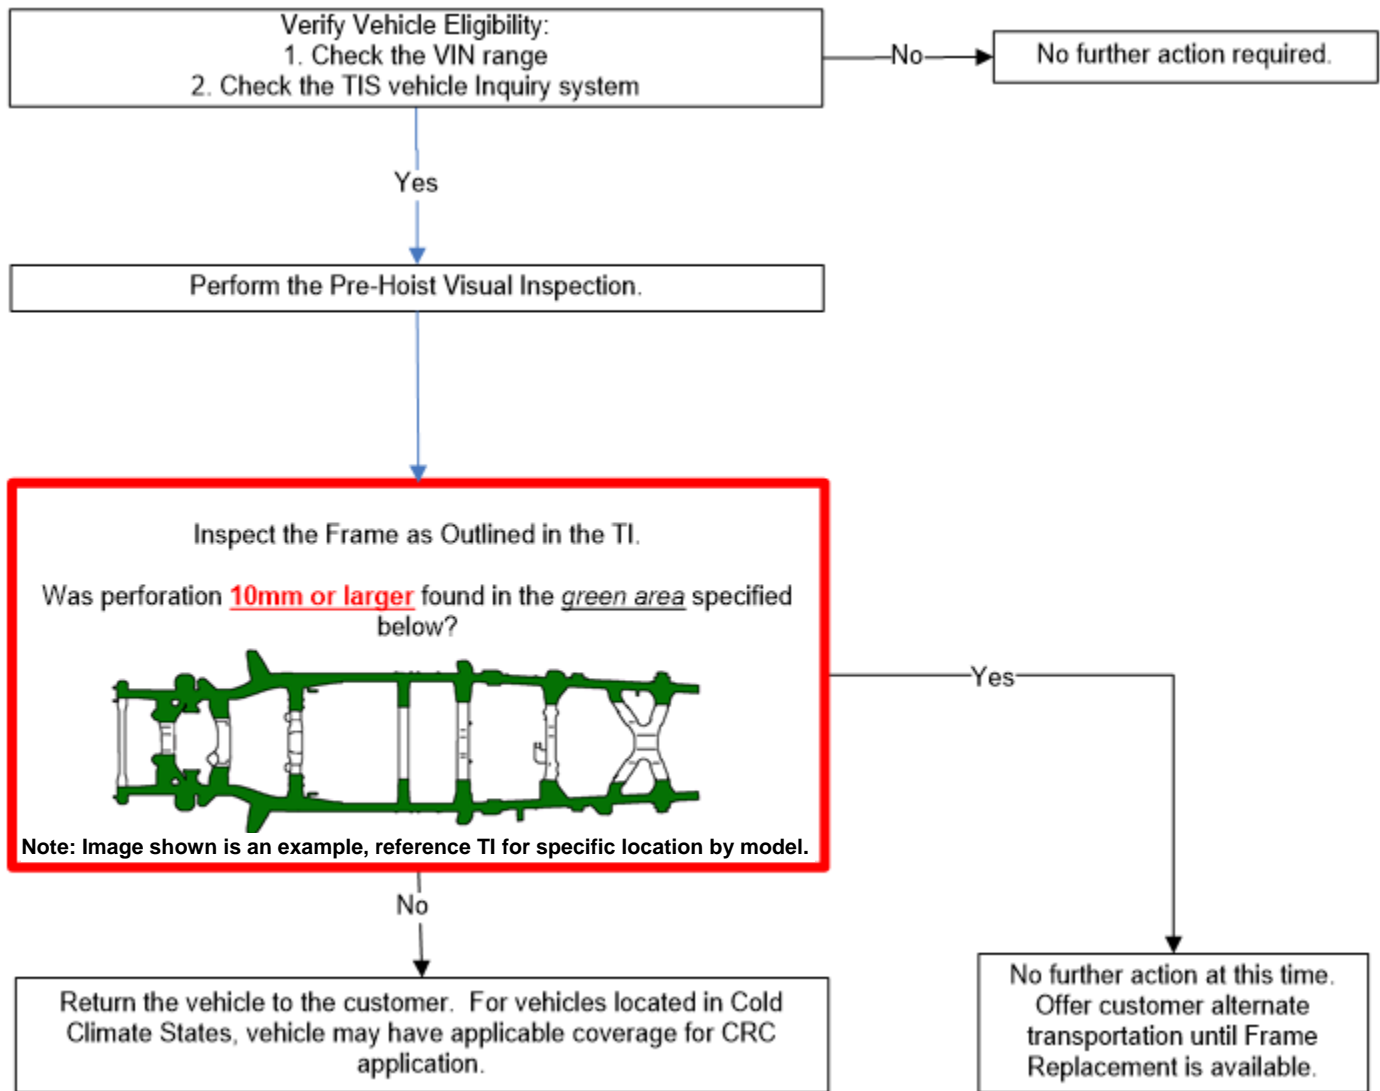 Verify Vehicle Eligibility:
1. Check the VIN range
2. Check the TIS vehicle Inquiry system
No
No further action required.
Yes
Perform the Pre-Hoist Visual Inspection.
Inspect the Frame as Outlined in the TI.
Was perforation 10mm or larger found in the green area specified
below?
Note: Image shown is an example, reference TI for specific location by model.
Yes
No
Return the vehicle to the customer.  For vehicles located in Cold
Climate States, vehicle may have applicable coverage for CRC
application.
No further action at this time.
Offer customer alternate
transportation until Frame
Replacement is available.